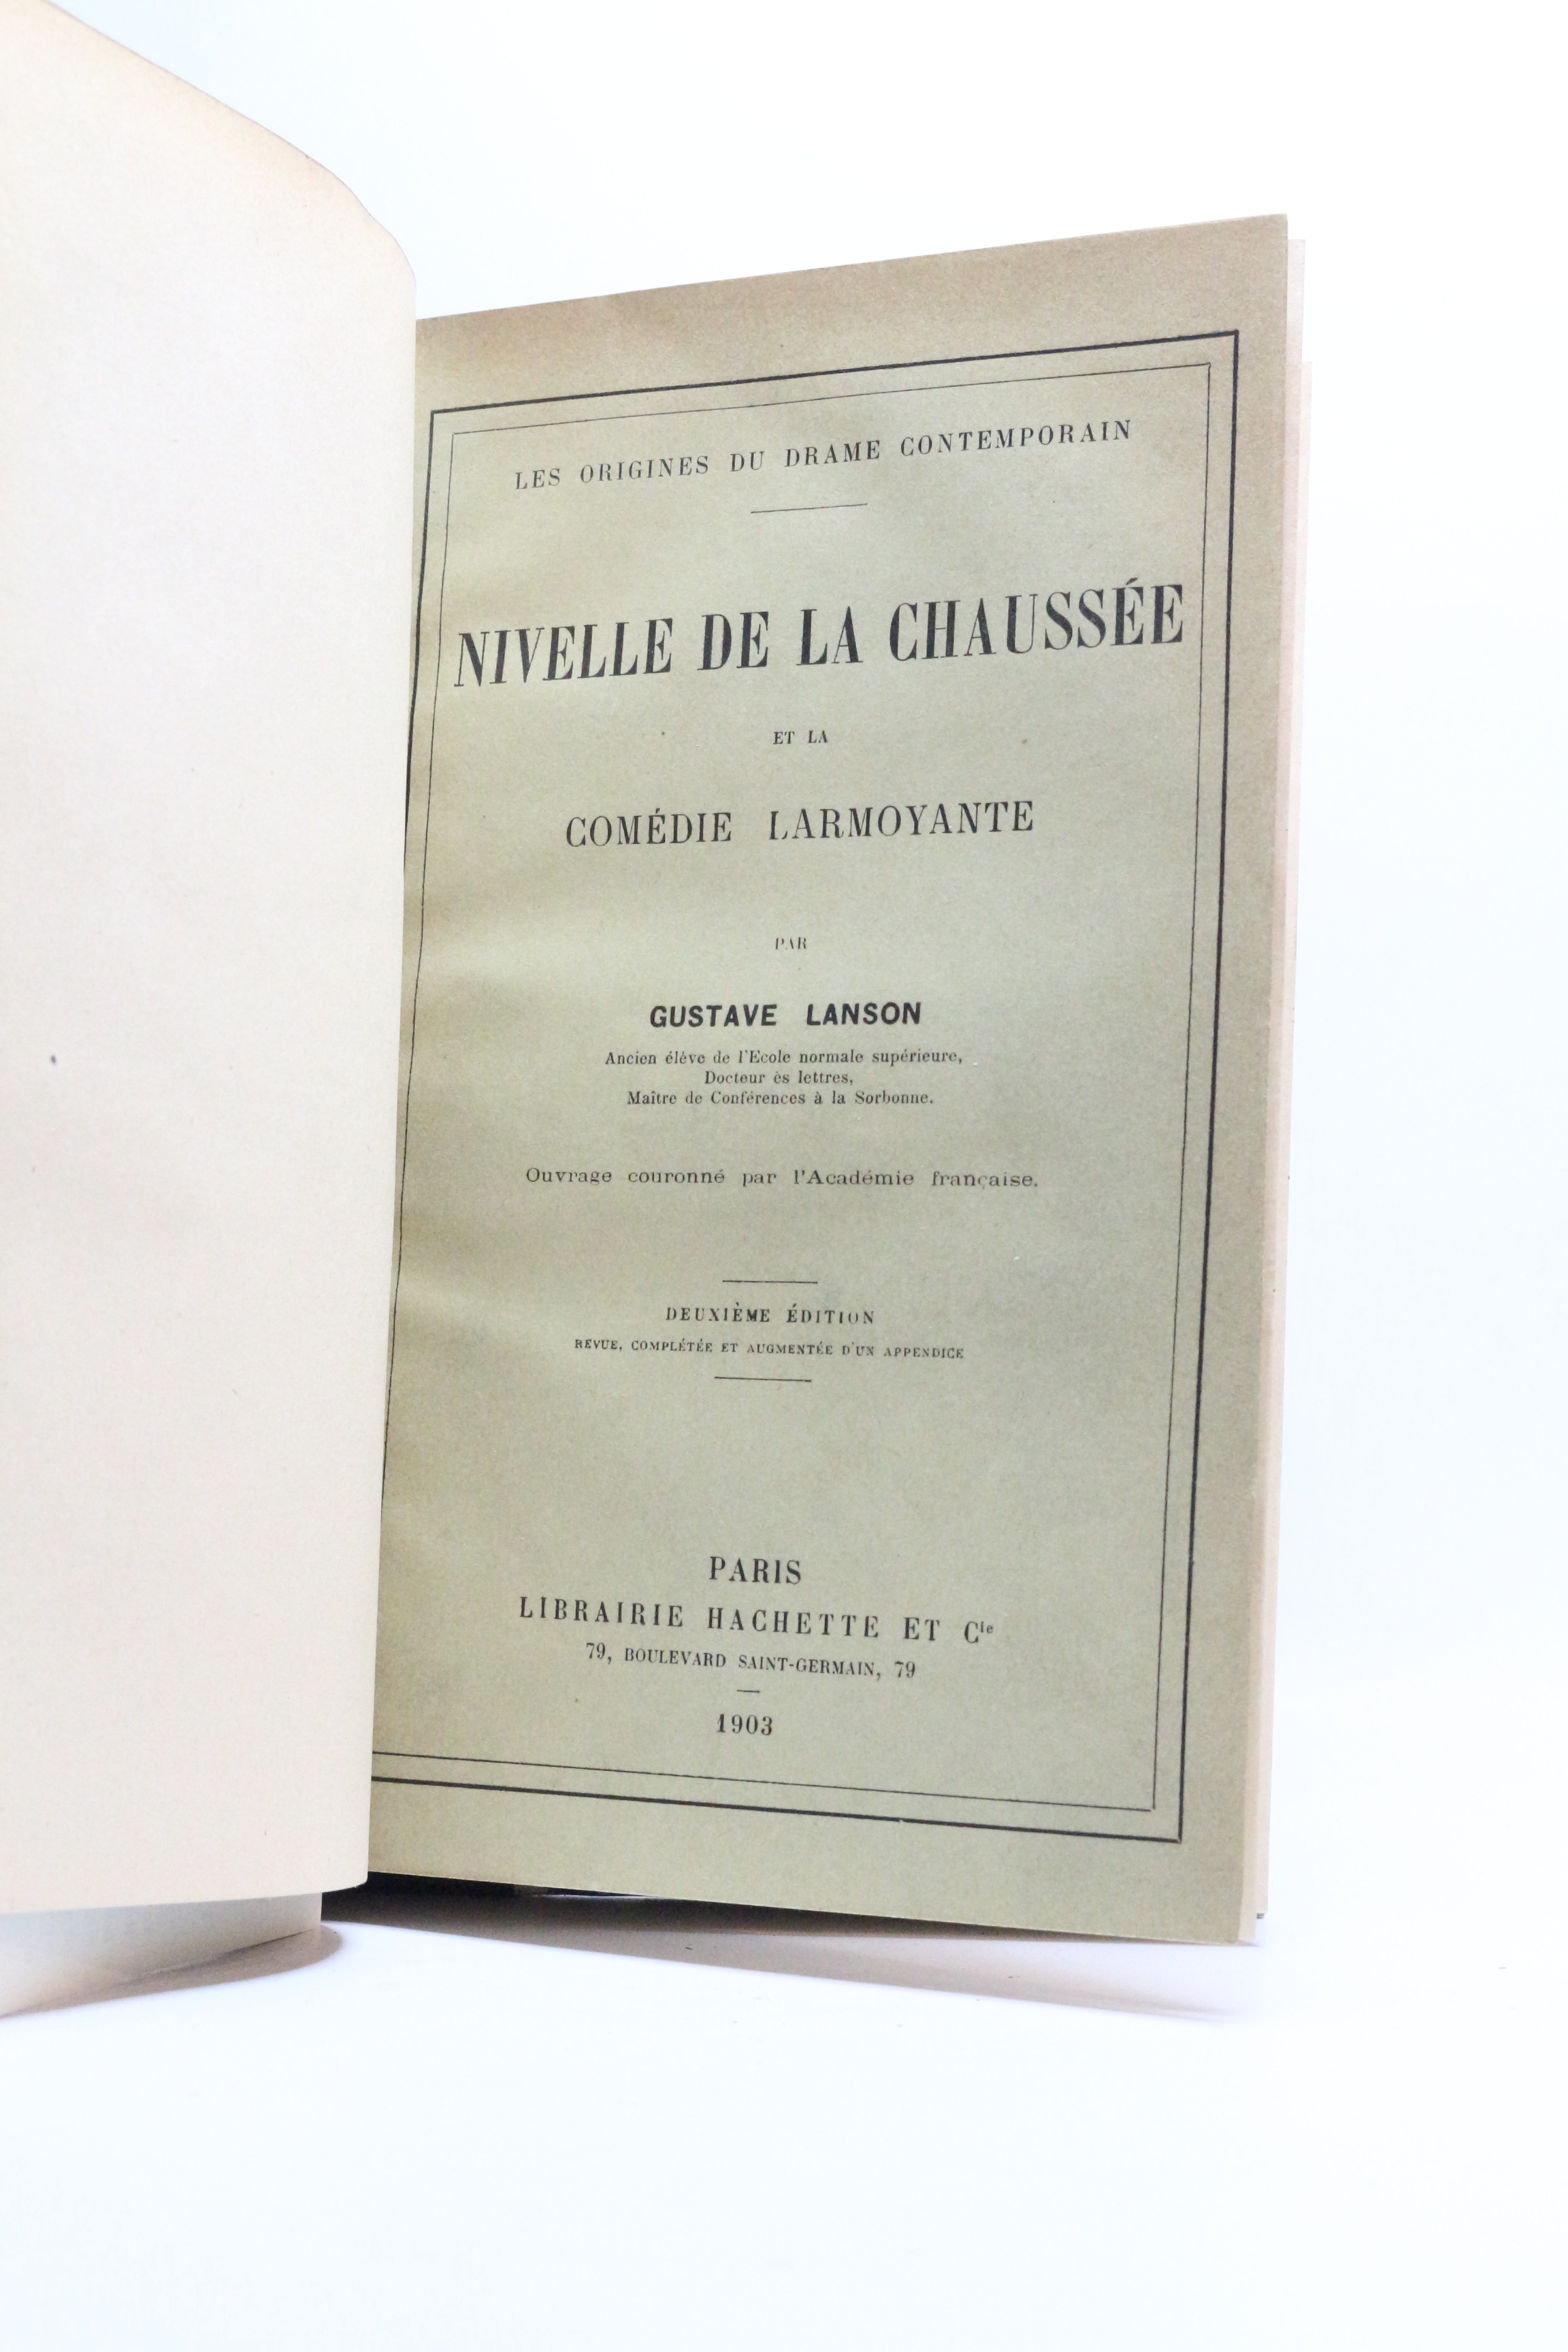 LES ORIGINES DU DRAME CONTEMPORAIN
NIVELLE DE LA CHAUSSÉE
ET LA
COMÉDIE LARMOYANTE
PAR
GUSTAVE LANSON
Ancien élève de l'Ecole normale supérieure,
Docteur ès lettres,
Maître de Conférences à la Sorbonne.
Ouvrage couronné par l'Académie française.
DEUXIÈME ÉDITION
REVUE, COMPLÉTÉE ET AUGMENTÉE D'UN APPENDICE
PARIS
LIBRAIRIE HACHETTE ET Cie
79, BOULEVARD SAINT-GERMAIN, 79
1903